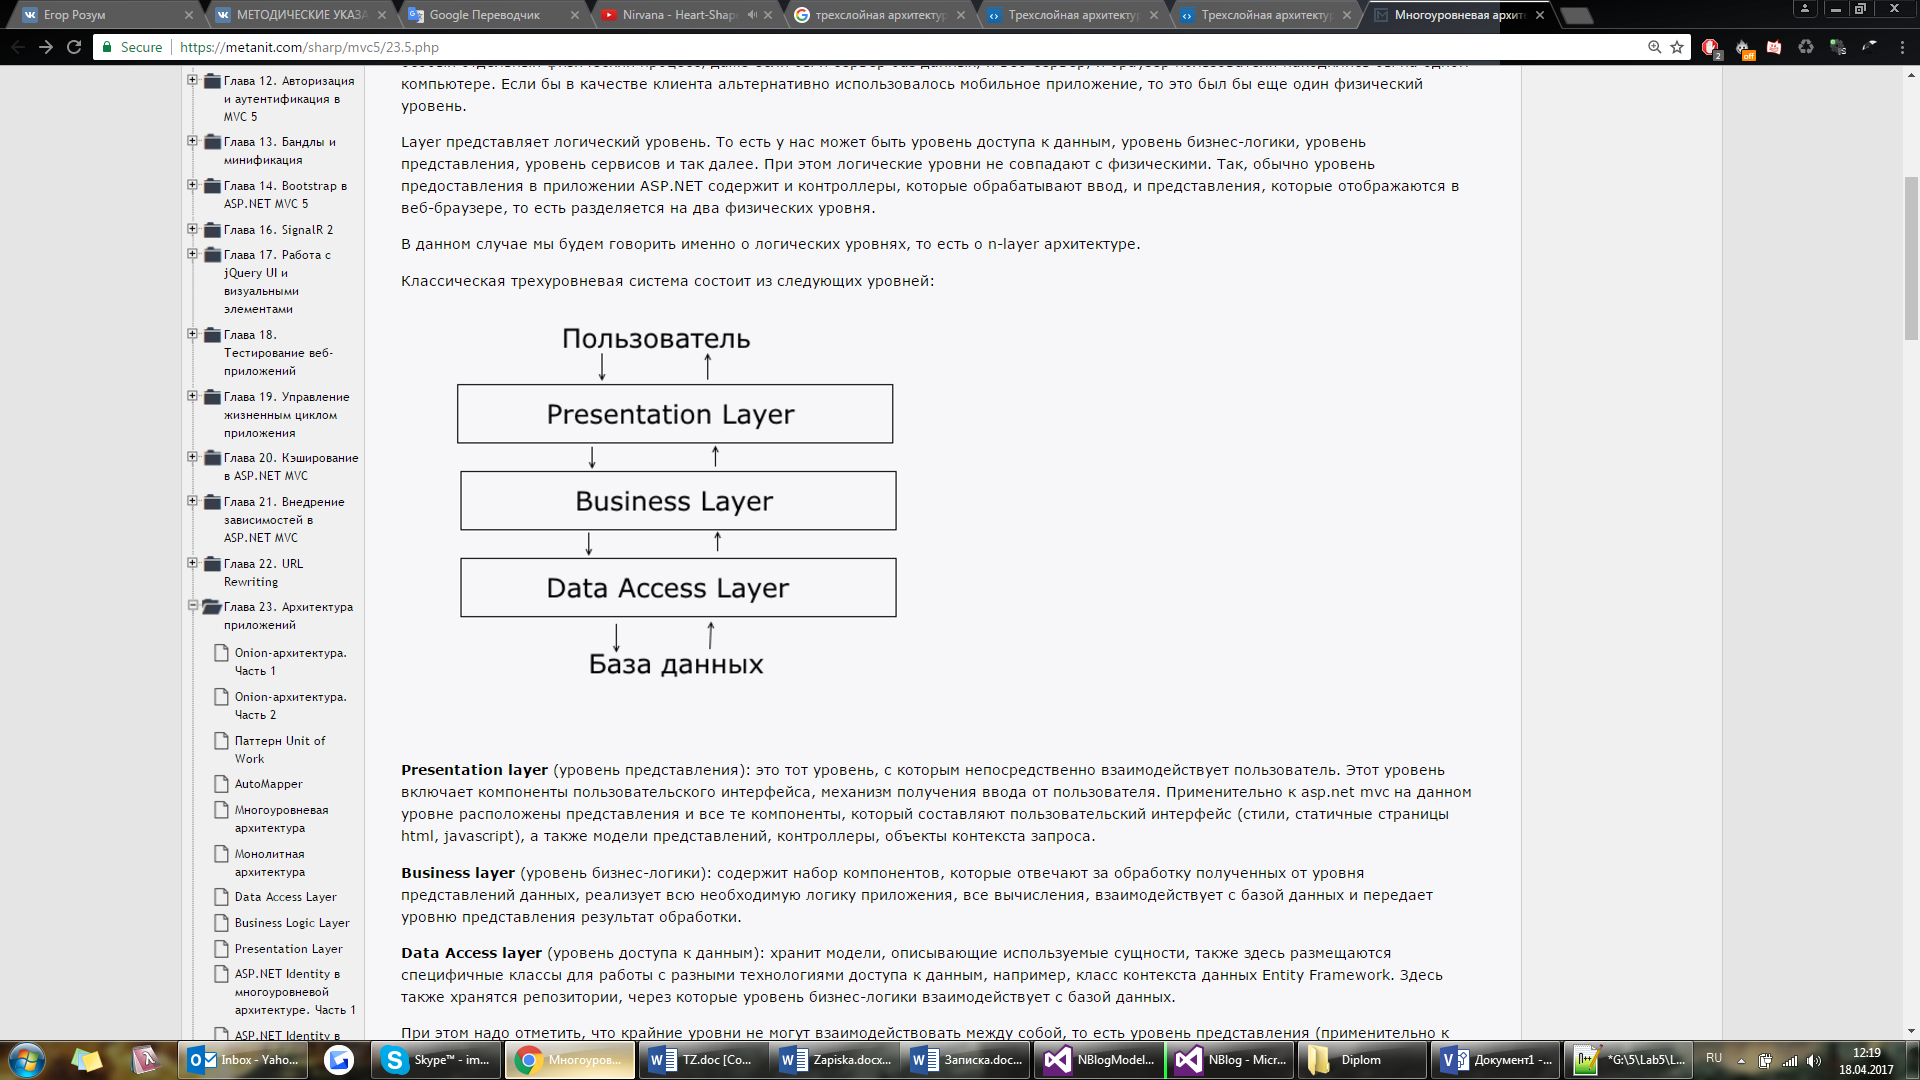 Егор Розум
МЕТОДИЧЕСКИЕ УКАЗА
Google Переводчик
Nirvana - Heart-Shap
трехслойная архитектур
Трехслойная архитектур
Трехслойная архитектур
Многоуровневая архит
Secure
https://metanit.com/sharp/mvc5/23.5.php
2
off
Глава 12. Авторизация
и аутентификация в
MVC 5
Глава 13. Бандлы и
минификация
Глава 14. Bootstrap в
ASP.NET MVC 5
Глава 16. SignalR 2
Глава 17. Работа с
jQuery UI и
визуальными
элементами
Глава 18.
Тестирование веб-
приложений
Глава 19. Управление
жизненным циклом
приложения
Глава 20. Кэширование
в ASP.NET MVC
Глава 21. Внедрение
зависимостей в
ASP.NET MVC
Глава 22. URL
Rewriting
Глава 23. Архитектура
приложений
Onion-архитектура.
Часть 1
Onion-архитектура.
Часть 2
Паттерн Unit of
Work
AutoMapper
Многоуровневая
архитектура
Монолитная
архитектура
Data Access Layer
Business Logic Layer
Presentation Layer
ASP.NET Identity в
многоуровневой
архитектуре. Часть 1
ASP.NET Identity в
компьютере. Если бы в качестве клиента альтернативно использовалось мобильное приложение, то это был бы еще один физический
уровень.
Layer представляет логический уровень. То есть у нас может быть уровень доступа к данным, уровень бизнес-логики, уровень
представления, уровень сервисов и так далее. При этом логические уровни не совпадают с физическими. Так, обычно уровень
предоставления в приложении ASP.NET содержит и контроллеры, которые обрабатывают ввод, и представления, которые отображаются в
веб-браузере, то есть разделяется на два физических уровня.
В данном случае мы будем говорить именно о логических уровнях, то есть о n-layer архитектуре.
Классическая трехуровневая система состоит из следующих уровней:
Пользователь
Presentation Layer
Business Layer
Data Access Layer
База данных
Presentation layer (уровень представления): это тот уровень, с которым непосредственно взаимодействует пользователь. Этот уровень
включает компоненты пользовательского интерфейса, механизм получения ввода от пользователя. Применительно к asp.net mvc на данном
уровне расположены представления и все те компоненты, который составляют пользовательский интерфейс (стили, статичные страницы
html, javascript), а также модели представлений, контроллеры, объекты контекста запроса.
Business layer (уровень бизнес-логики): содержит набор компонентов, которые отвечают за обработку полученных от уровня
представлений данных, реализует всю необходимую логику приложения, все вычисления, взаимодействует с базой данных и передает
уровню представления результат обработки.
Data Access layer (уровень доступа к данным): хранит модели, описывающие используемые сущности, также здесь размещаются
специфичные классы для работы с разными технологиями доступа к данным, например, класс контекста данных Entity Framework. Здесь
также хранятся репозитории, через которые уровень бизнес-логики взаимодействует с базой данных.
При этом надо отметить, что крайние уровни не могут взаимодействовать между собой, то есть уровень представления (применительно к
Inbox - Yaho...
Skype™ - im...
Многоуров...
TZ.doc [Co...
Zapiska.docx...
Записка.doc...
NBlogModel...
NBlog - Micr...
Diplom
Документ1 -...
*G:\5\Lab5\L...
RU
12:19
18.04.2017